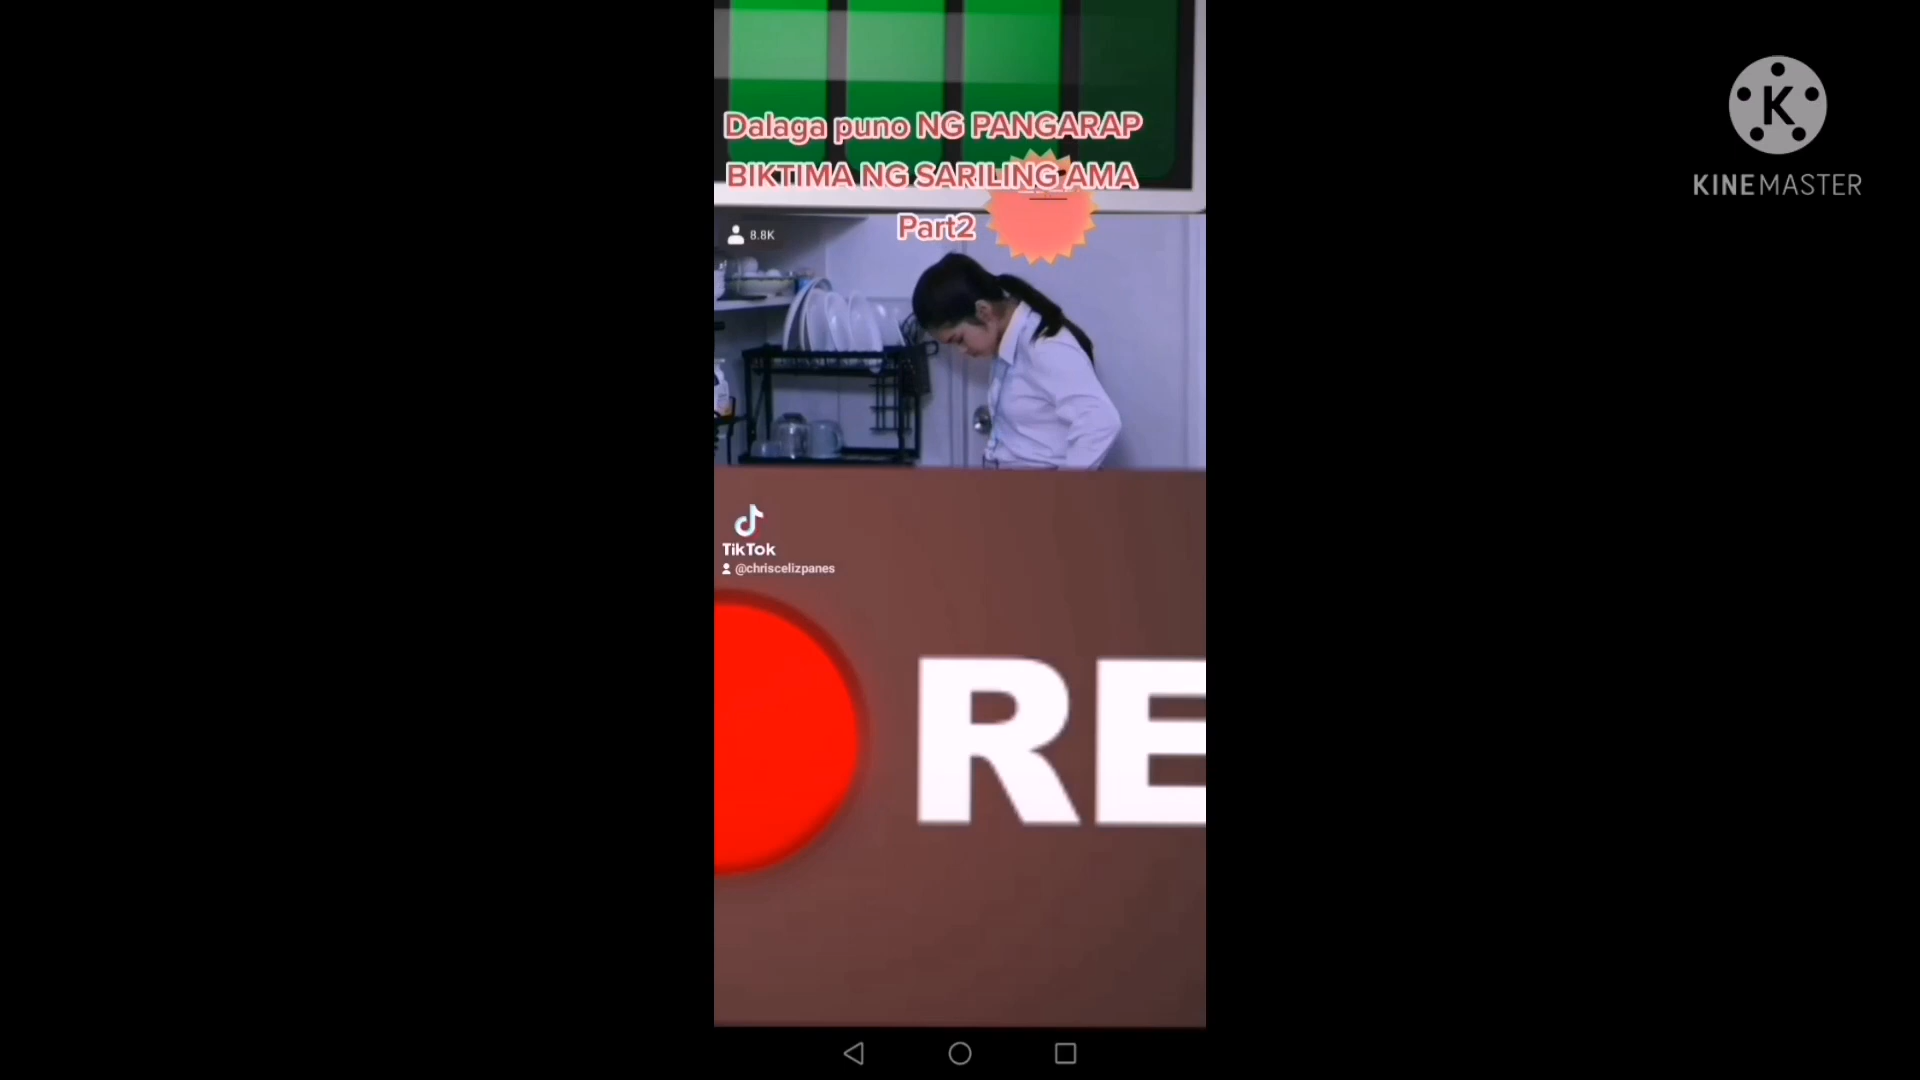 Dalaga puno NG PANGARAP
BIKTIMA NG SARILING AMA
Part2
8.8K
K
KINEMASTER
TikTok
@chriscelizpanes
RE